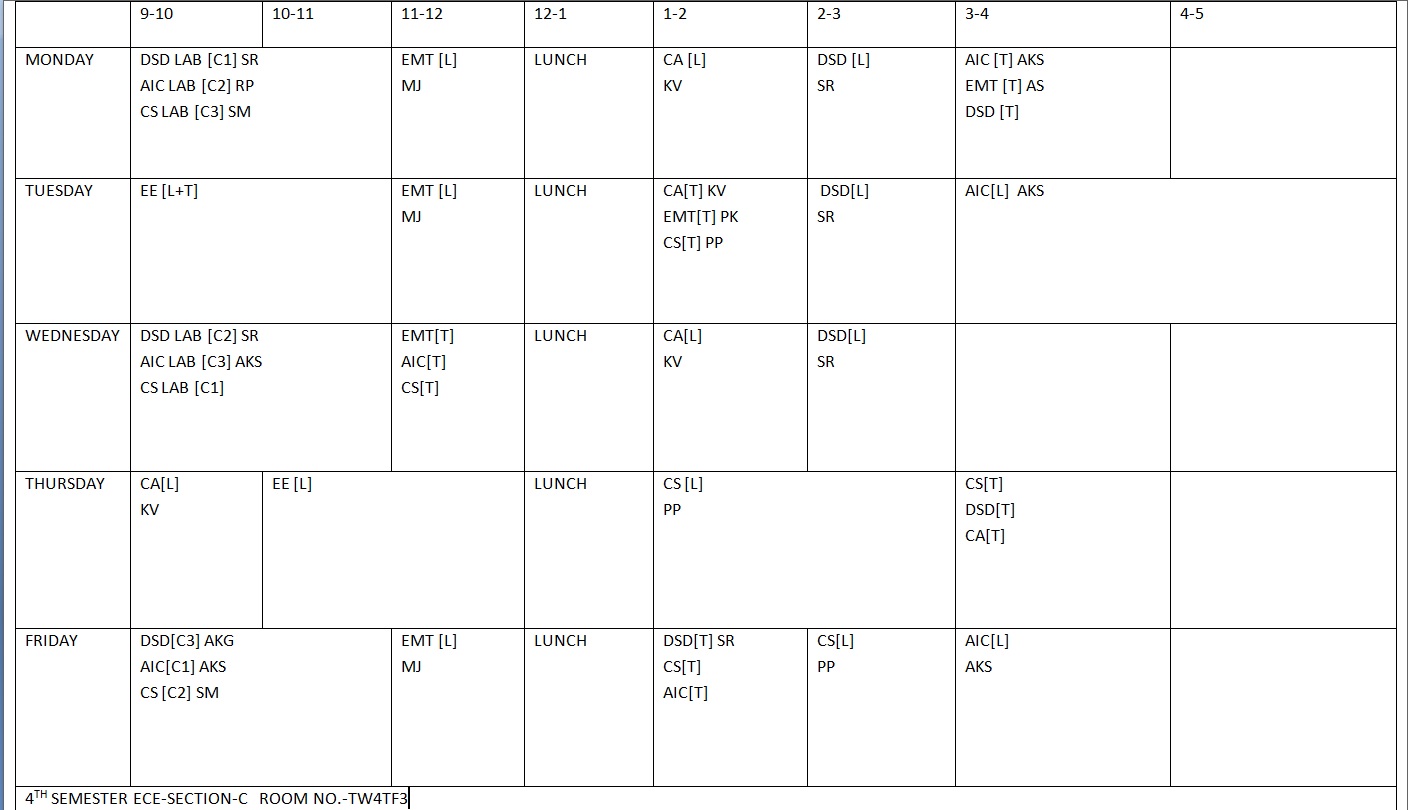 9-10 10-11 11-12 12-1 1-2 2-3 3-4 4-5
MONDAY
DSD LAB [C1] SR
AIC LAB [C2] RP
CS LAB [C3] SM
EMT [L]
MJ
LUNCH
CA [L]
KV
DSD [L]
SR
AIC [T] AKS
EMT [T] AS
DSD [T]
TUESDAY
EE [L+T]
EMT [L]
MJ
LUNCH
CA[T] KV
EMT[T] PK
CS[T] PP
DSD[L]
SR
AIC[L] AKS
WEDNESDAY
DSD LAB [C2] SR
AIC LAB [C3] AKS
CS LAB [C1]
EMT[T]
AIC[T]
CS[T]
LUNCH
CA[L]
KV
DSD[L]
SR
THURSDAY
CA[L]
KV
EE [L]
LUNCH
CS [L]
PP
CS[T]
DSD[T]
CA[T]
FRIDAY
DSD[C3] AKG
AIC[C1] AKS
CS [C2] SM
EMT [L]
MJ
LUNCH
DSD[T] SR
CS[T]
AIC[T]
CS[L]
PP
AIC[L]
AKS
4TH SEMESTER ECE-SECTION-C ROOM NO.-TW4TF3